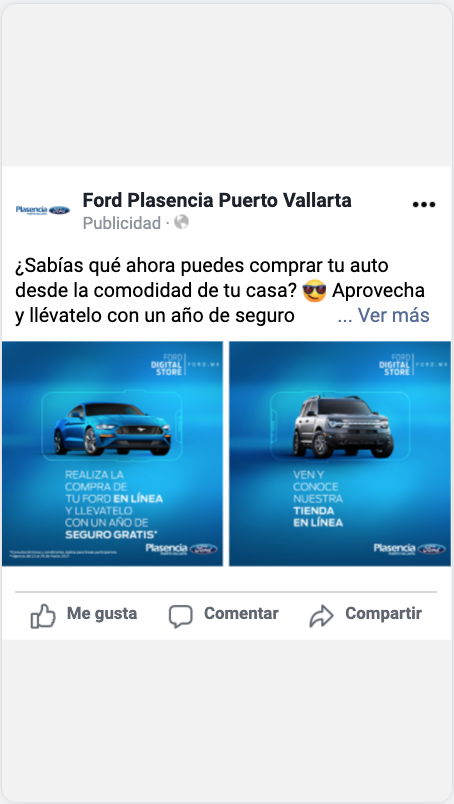 Plasencia Ford
Ford Plasencia Puerto Vallarta
Publicidad ·
¿Sabías qué ahora puedes comprar tu auto
desde la comodidad de tu casa? 😎 Aprovecha
y llévatelo con un año de seguro ... Ver más
FORD
DIGITAL
STORE
FORD.MX
REALIZA LA
COMPRA DE
TU FORD EN LÍNEA
Y LLEVATELO
CON UN AÑO DE
SEGURO GRATIS*
Plasencia Ford
FORD
DIGITAL
STORE
FORD.MX
VEN Y
CONOCE
NUESTRA
TIENDA
EN LÍNEA
Plasencia Ford
Me gusta
Comentar
Compartir